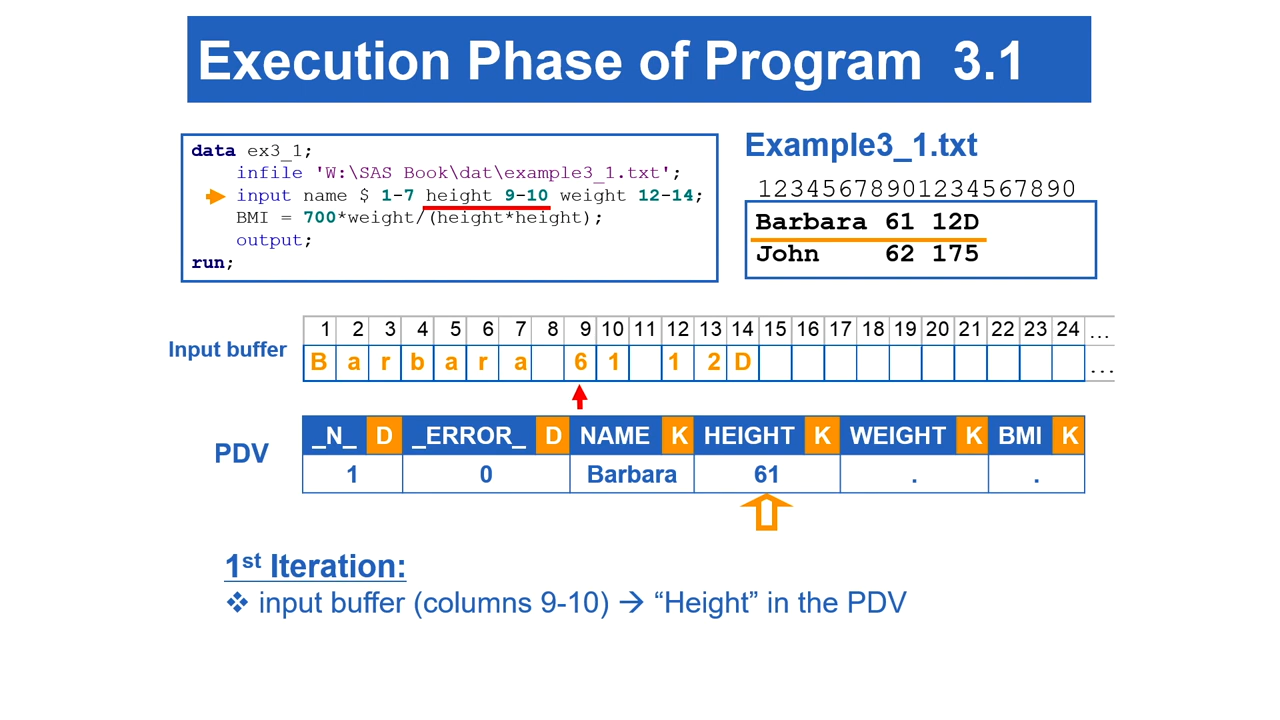 Execution Phase of Program 3.1
data ex3_1;
infile 'W:\SAS Book\dat\example3_1.txt';
input name $ 1-7 height 9-10 weight 12-14;
BMI = 700*weight/(height*height);
output;
run;
Example3_1.txt
12345678901234567890
Barbara 61 12D
John 62 175
1 2 3 4 5 6 7 8 9 10 11 12 13 14 15 16 17 18 19 20 21 22 23 24 ...
Input buffer B a r b a r a 6 1 1 2 D ...
PDV _N_ D _ERROR_ D NAME K HEIGHT K WEIGHT K BMI K
1 0 Barbara 61 . .
1st Iteration:
❖ input buffer (columns 9-10) → “Height” in the PDV